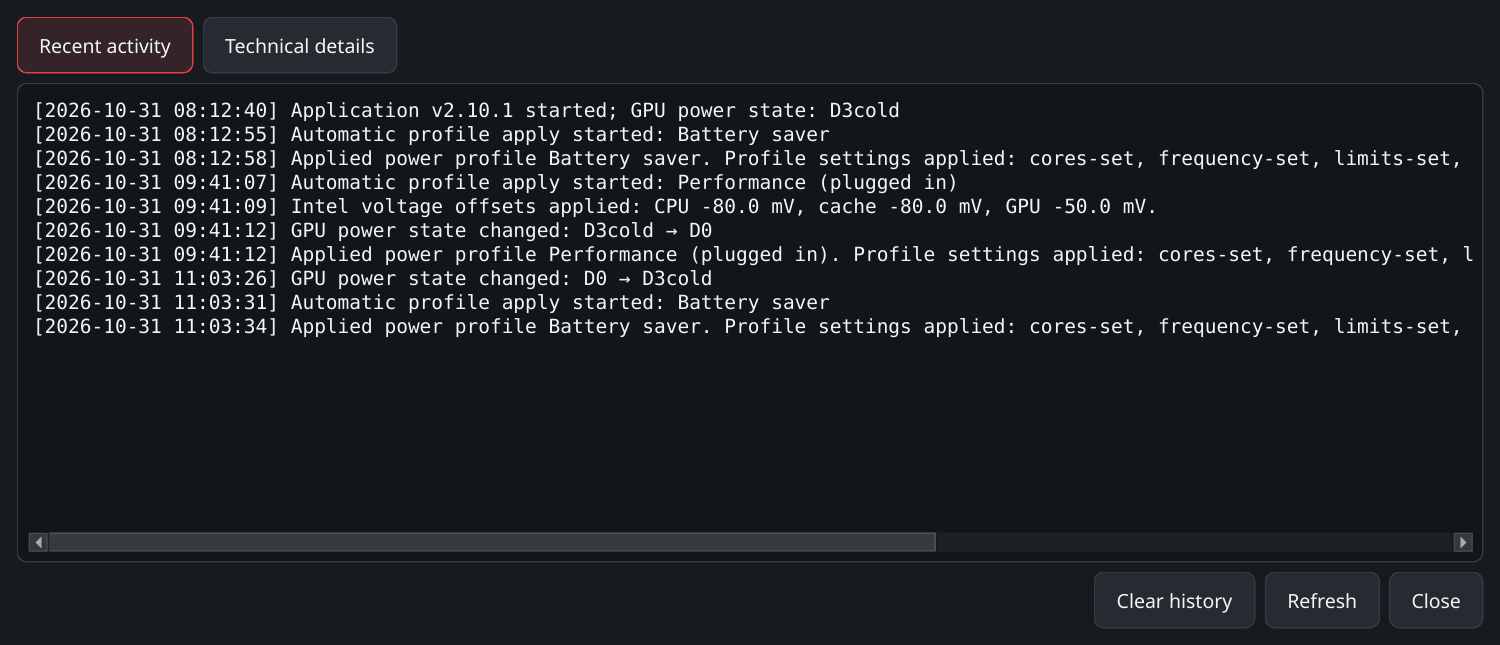 Recent activity
Technical details
[2026-10-31 08:12:40] Application v2.10.1 started; GPU power state: D3cold
[2026-10-31 08:12:55] Automatic profile apply started: Battery saver
[2026-10-31 08:12:58] Applied power profile Battery saver. Profile settings applied: cores-set, frequency-set, limits-set,
[2026-10-31 09:41:07] Automatic profile apply started: Performance (plugged in)
[2026-10-31 09:41:09] Intel voltage offsets applied: CPU -80.0 mV, cache -80.0 mV, GPU -50.0 mV.
[2026-10-31 09:41:12] GPU power state changed: D3cold → D0
[2026-10-31 09:41:12] Applied power profile Performance (plugged in). Profile settings applied: cores-set, frequency-set, l
[2026-10-31 11:03:26] GPU power state changed: D0 → D3cold
[2026-10-31 11:03:31] Automatic profile apply started: Battery saver
[2026-10-31 11:03:34] Applied power profile Battery saver. Profile settings applied: cores-set, frequency-set, limits-set,
Clear history
Refresh
Close